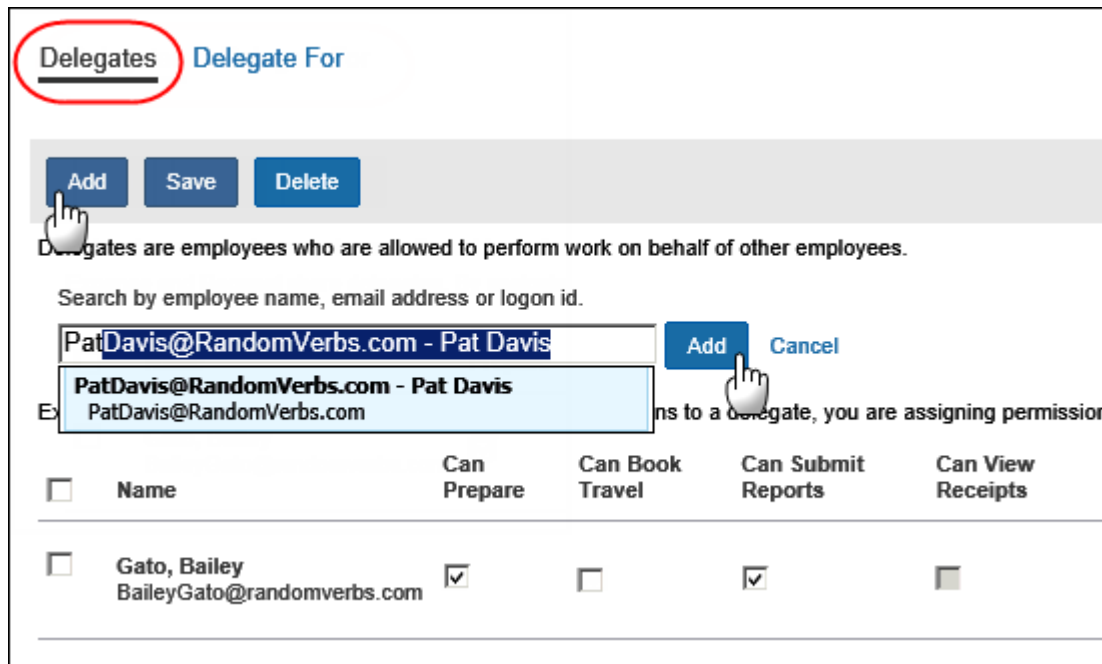 Delegates Delegate For
Add Save Delete
Delegates are employees who are allowed to perform work on behalf of other employees.
Search by employee name, email address or logon id.
PatDavis@RandomVerbs.com - Pat Davis Add Cancel
PatDavis@RandomVerbs.com - Pat Davis
PatDavis@RandomVerbs.com
to a delegate, you are assigning
Can Prepare Can Book Travel Can Submit Reports Can View Receipts
Name
Gato, Bailey
BaileyGato@randomverbs.com